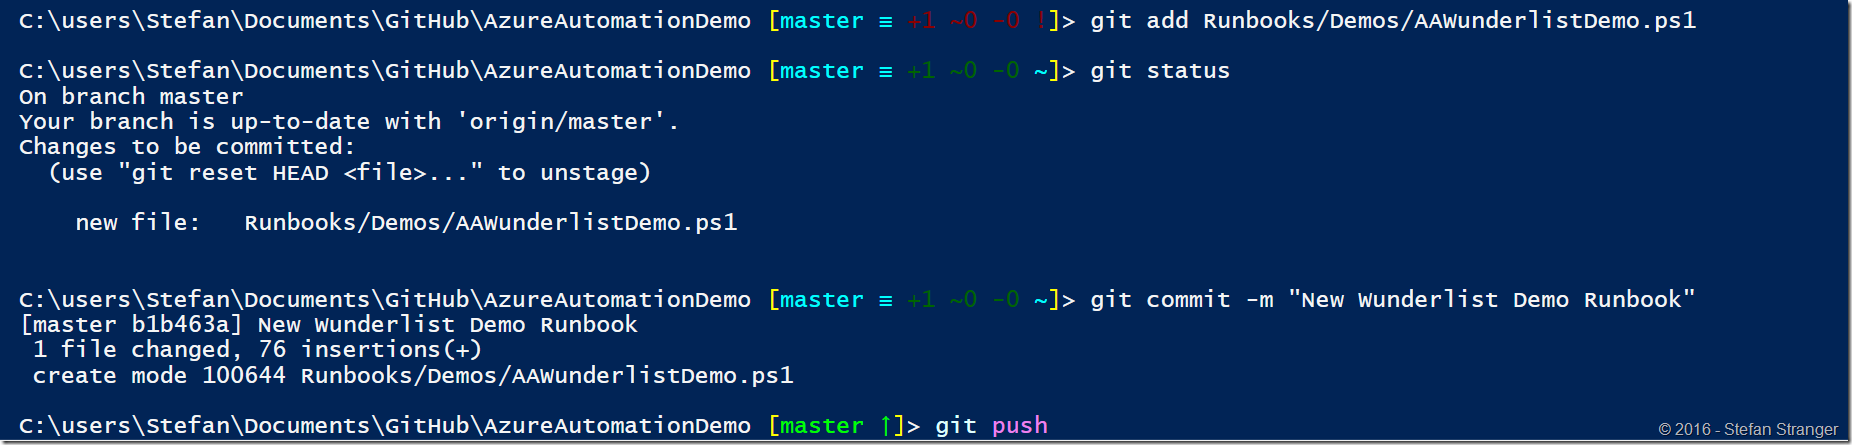 C:\users\Stefan\Documents\GitHub\AzureAutomationDemo [master ≡ +1 ~0 -0 !]> git add Runbooks/Demos/AAWunderlistDemo.ps1
C:\users\Stefan\Documents\GitHub\AzureAutomationDemo [master ≡ +1 ~0 -0 ~]> git status
On branch master
Your branch is up-to-date with 'origin/master'.
Changes to be committed:
  (use "git reset HEAD <file>..." to unstage)
    new file:   Runbooks/Demos/AAWunderlistDemo.ps1
C:\users\Stefan\Documents\GitHub\AzureAutomationDemo [master ≡ +1 ~0 -0 ~]> git commit -m "New Wunderlist Demo Runbook"
[master b1b463a] New Wunderlist Demo Runbook
 1 file changed, 76 insertions(+)
 create mode 100644 Runbooks/Demos/AAWunderlistDemo.ps1
C:\users\Stefan\Documents\GitHub\AzureAutomationDemo [master ↑]> git push
© 2016 - Stefan Stranger